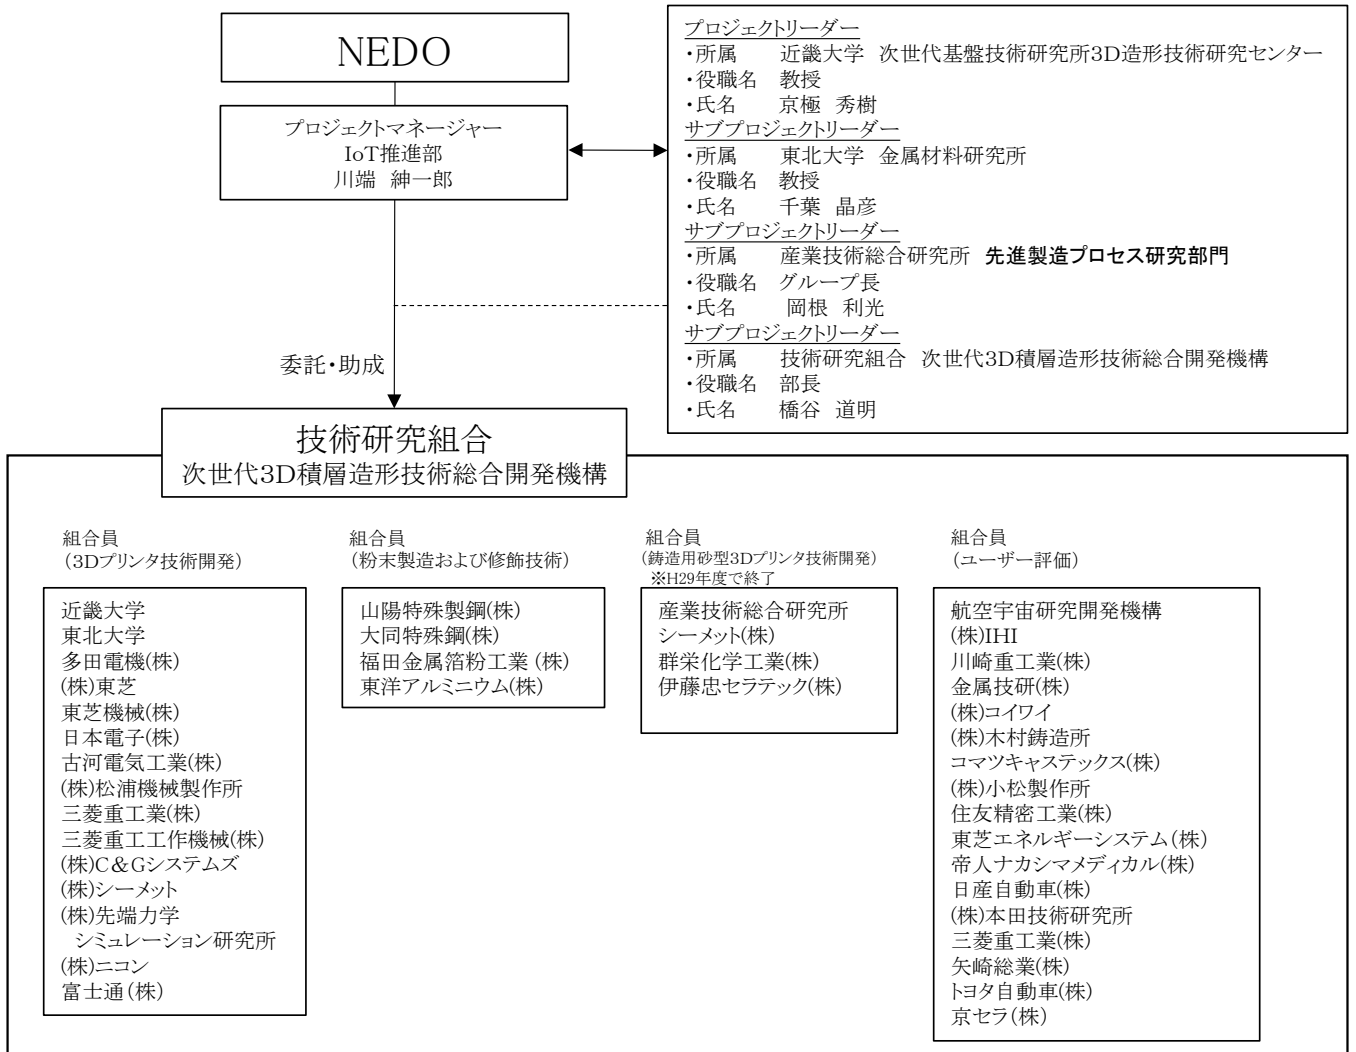 NEDO
プロジェクトマネージャー
IoT推進部
川端 紳一郎
プロジェクトリーダー
・所属 近畿大学 次世代基盤技術研究所3D造形技術研究センター
・役職名 教授
・氏名 京極 秀樹
サブプロジェクトリーダー
・所属 東北大学 金属材料研究所
・役職名 教授
・氏名 千葉 晶彦
サブプロジェクトリーダー
・所属 産業技術総合研究所 先進製造プロセス研究部門
・役職名 グループ長
・氏名 岡根 利光
サブプロジェクトリーダー
・所属 技術研究組合 次世代3D積層造形技術総合開発機構
・役職名 部長
・氏名 橋谷 道明
委託・助成
技術研究組合
次世代3D積層造形技術総合開発機構
組合員
(3Dプリンタ技術開発)
近畿大学
東北大学
多田電機(株)
(株)東芝
東芝機械(株)
日本電子(株)
古河電気工業(株)
(株)松浦機械製作所
三菱重工業(株)
三菱重工工作機械(株)
(株)C&Gシステムズ
(株)シーメット
(株)先端力学
シミュレーション研究所
(株)ニコン
富士通(株)
組合員
(粉末製造および修飾技術)
山陽特殊製鋼(株)
大同特殊鋼(株)
福田金属箔粉工業(株)
東洋アルミニウム(株)
組合員
(鋳造用砂型3Dプリンタ技術開発)
※H29年度で終了
産業技術総合研究所
シーメット(株)
群栄化学工業(株)
伊藤忠セラテック(株)
組合員
(ユーザー評価)
航空宇宙研究開発機構
(株)IHI
川崎重工業(株)
金属技研(株)
(株)コイワイ
(株)木村鋳造所
コマツキャステックス(株)
(株)小松製作所
住友精密工業(株)
東芝エネルギーシステム(株)
帝人ナカシマメディカル(株)
日産自動車(株)
(株)本田技術研究所
三菱重工業(株)
矢崎総業(株)
トヨタ自動車(株)
京セラ(株)